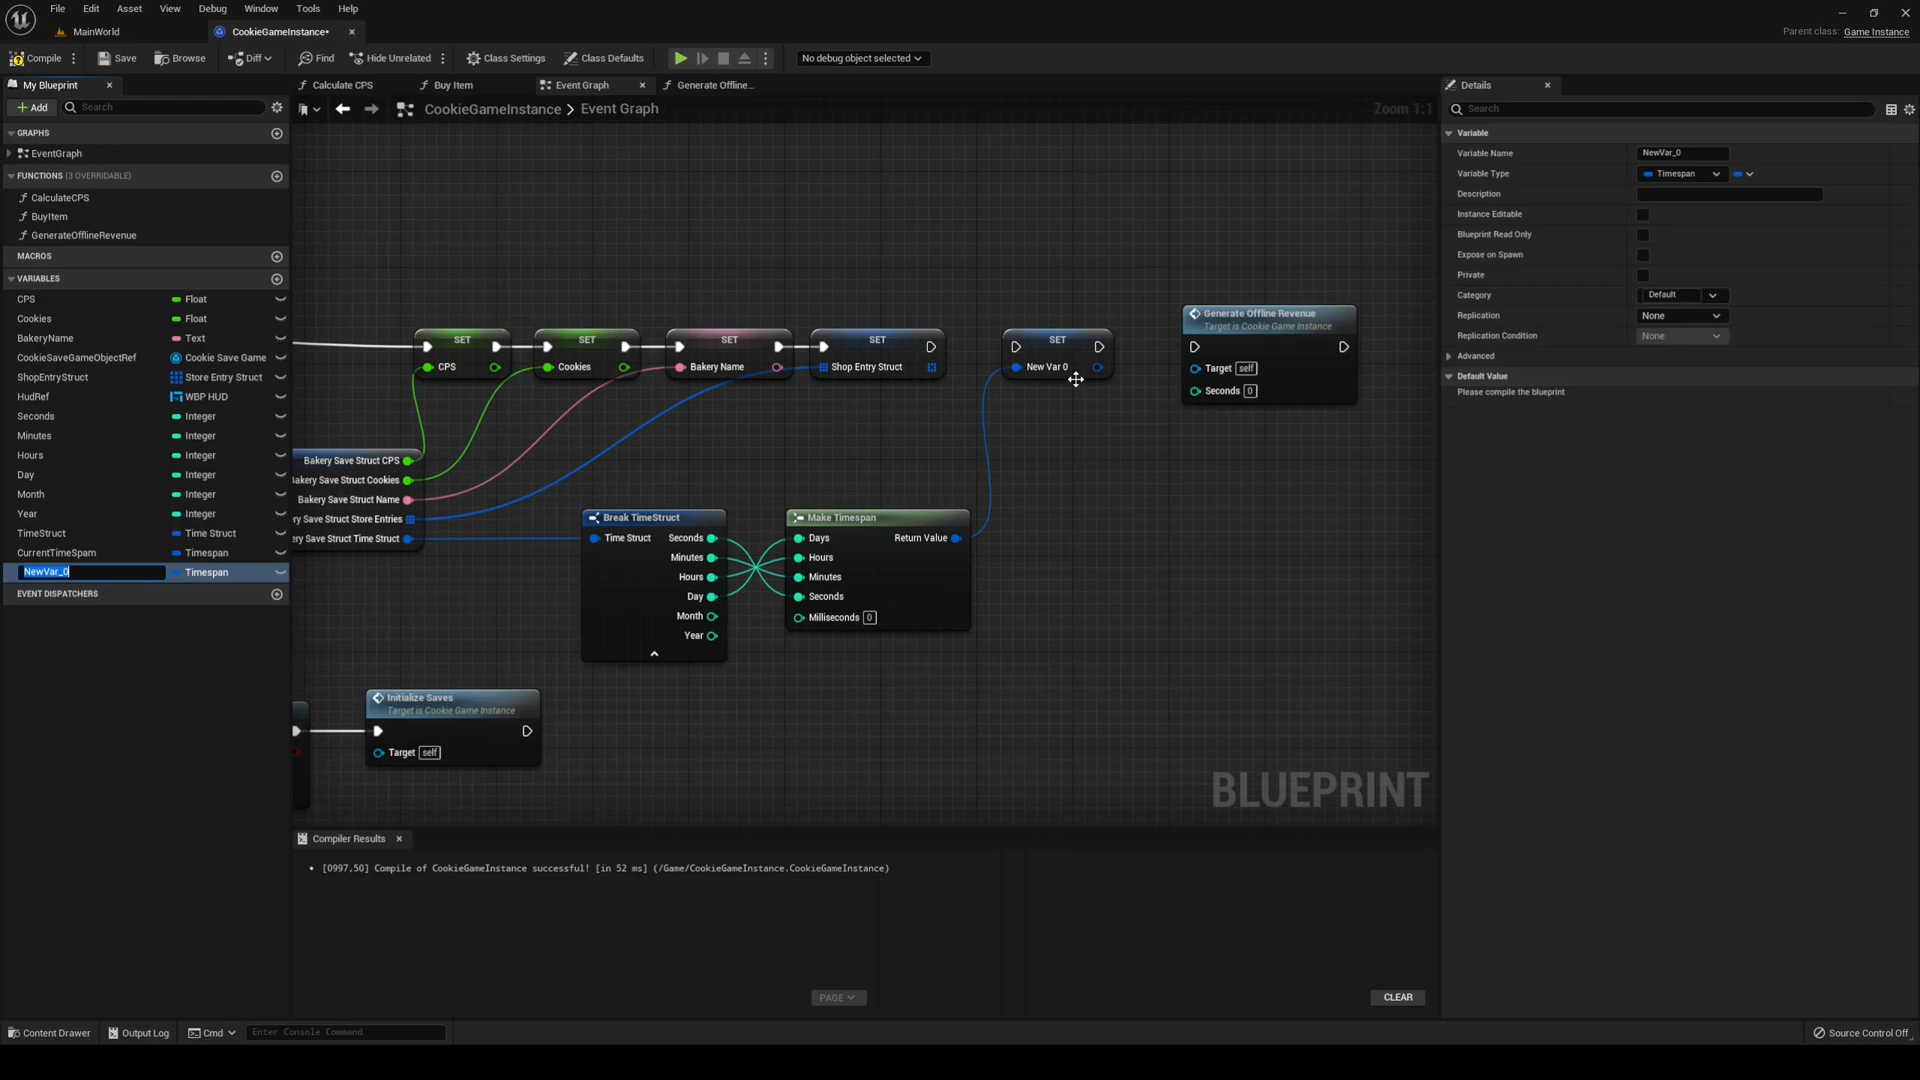 File Edit Asset View Debug Window Tools Help
MainWorld
CookieGameInstance*
Parent class: Game Instance
Compile Save Browse Diff Find Hide Unrelated Class Settings Class Defaults No debug object selected
My Blueprint
Calculate CPS Buy Item Event Graph Generate Offline...
Details
+ Add Search
CookieGameInstance > Event Graph
Zoom 1:1
Search
GRAPHS
EventGraph
FUNCTIONS (3 OVERRIDABLE)
CalculateCPS
BuyItem
GenerateOfflineRevenue
MACROS
VARIABLES
CPS Float
Cookies Float
BakeryName Text
CookieSaveGameObjectRef Cookie Save Game
ShopEntryStruct Store Entry Struct
HudRef WBP HUD
Seconds Integer
Minutes Integer
Hours Integer
Day Integer
Month Integer
Year Integer
TimeStruct Time Struct
CurrentTimeSpam Timespan
NewVar_0 Timespan
EVENT DISPATCHERS
SET
CPS
SET
Cookies
SET
Bakery Name
SET
Shop Entry Struct
SET
New Var 0
Generate Offline Revenue
Target is Cookie Game Instance
Target self
Seconds 0
Bakery Save Struct CPS
Bakery Save Struct Cookies
Bakery Save Struct Name
ry Save Struct Store Entries
ery Save Struct Time Struct
Break TimeStruct
Time Struct Seconds
Minutes
Hours
Day
Month
Year
Make Timespan
Days Return Value
Hours
Minutes
Seconds
Milliseconds 0
Initialize Saves
Target is Cookie Game Instance
Target self
BLUEPRINT
Variable
Variable Name NewVar_0
Variable Type Timespan
Description
Instance Editable
Blueprint Read Only
Expose on Spawn
Private
Category Default
Replication None
Replication Condition None
Advanced
Default Value
Please compile the blueprint
Compiler Results
[0997,50] Compile of CookieGameInstance successful! [in 52 ms] (/Game/CookieGameInstance.CookieGameInstance)
PAGE
CLEAR
Content Drawer Output Log Cmd Enter Console Command
Source Control Off